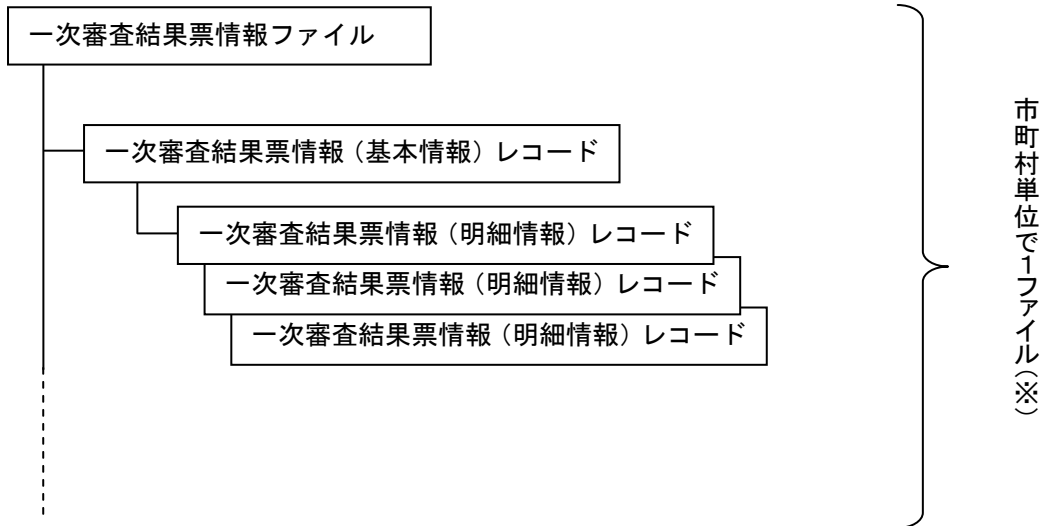 一次審査結果票情報ファイル
一次審査結果票情報(基本情報)レコード
一次審査結果票情報(明細情報)レコード
一次審査結果票情報(明細情報)レコード
一次審査結果票情報(明細情報)レコード
市町村単位で1ファイル(※)